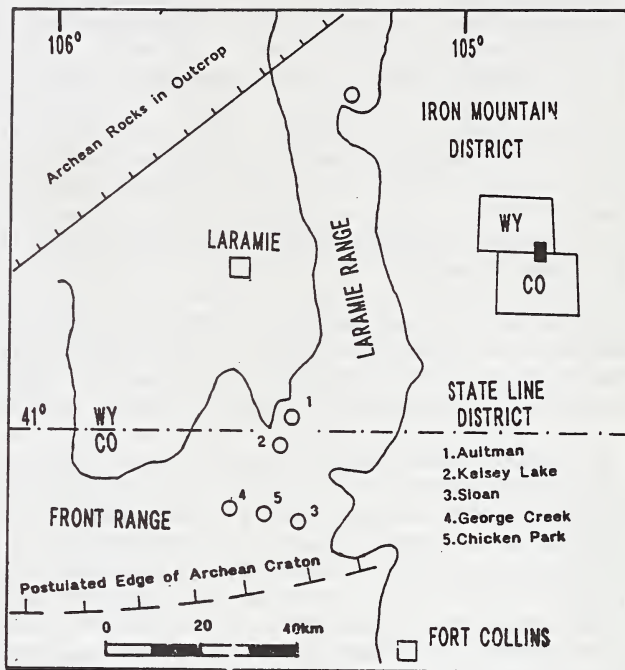 106°
105°
Archean Rocks in Outcrop
IRON MOUNTAIN
DISTRICT
WY
CO
LARAMIE
LARAMIE RANGE
STATE LINE
DISTRICT
41°
WY
CO
1
2
1.Aultman
2.Kelsey Lake
3.Sloan
4.George Creek
5.Chicken Park
4
5
3
FRONT RANGE
Postulated Edge of Archean Craton
0 20 40km
FORT COLLINS